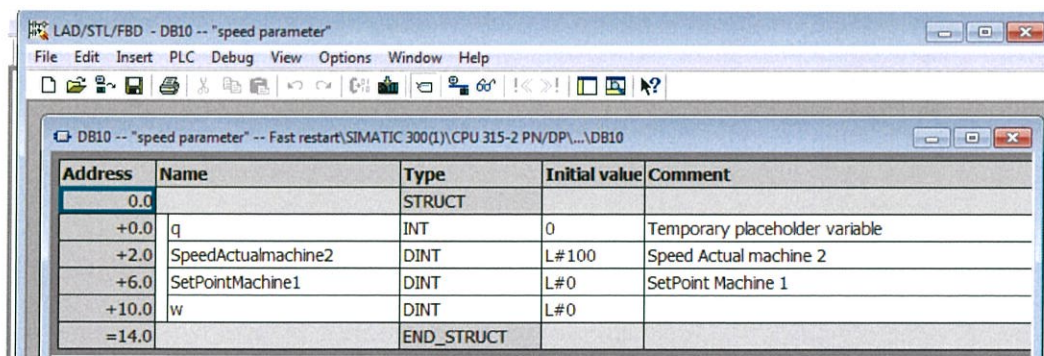 LAD/STL/FBD - DB10 -- "speed parameter"
File Edit Insert PLC Debug View Options Window Help
DB10 -- "speed parameter" -- Fast restart\SIMATIC 300(1)\CPU 315-2 PN/DP\...\DB10
Address Name Type Initial value Comment
0.0 STRUCT
+0.0 q INT 0 Temporary placeholder variable
+2.0 SpeedActualmachine2 DINT L#100 Speed Actual machine 2
+6.0 SetPointMachine1 DINT L#0 SetPoint Machine 1
+10.0 w DINT L#0
=14.0 END_STRUCT